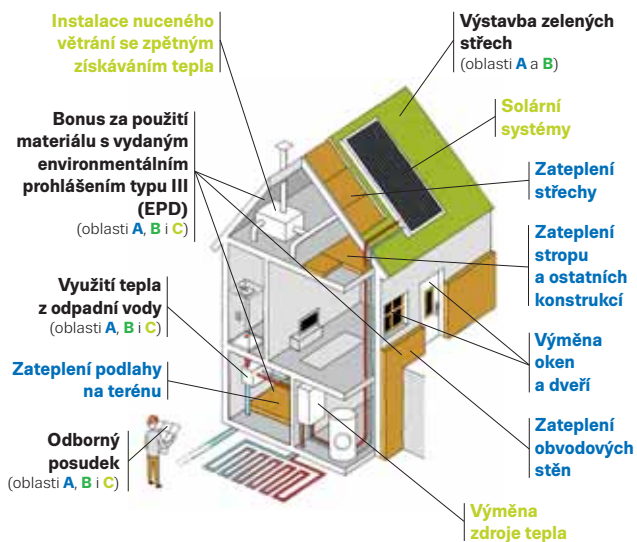 Instalace nuceného
větrání se zpětným
získáváním tepla
Bonus za použití
materiálu s vydaným
environmentálním
prohlášením typu III
(EPD)
(oblasti A, B i C)
Využití tepla
z odpadní vody
(oblasti A, B i C)
Zateplení podlahy
na terénu
Odborný
posudek
(oblasti A, B i C)
Výstavba zelených
střech
(oblasti A a B)
Solární
systémy
Zateplení
střechy
Zateplení
stropu
a ostatních
konstrukcí
Výměna
oken
a dveří
Zateplení
obvodových
stěn
Výměna
zdroje tepla